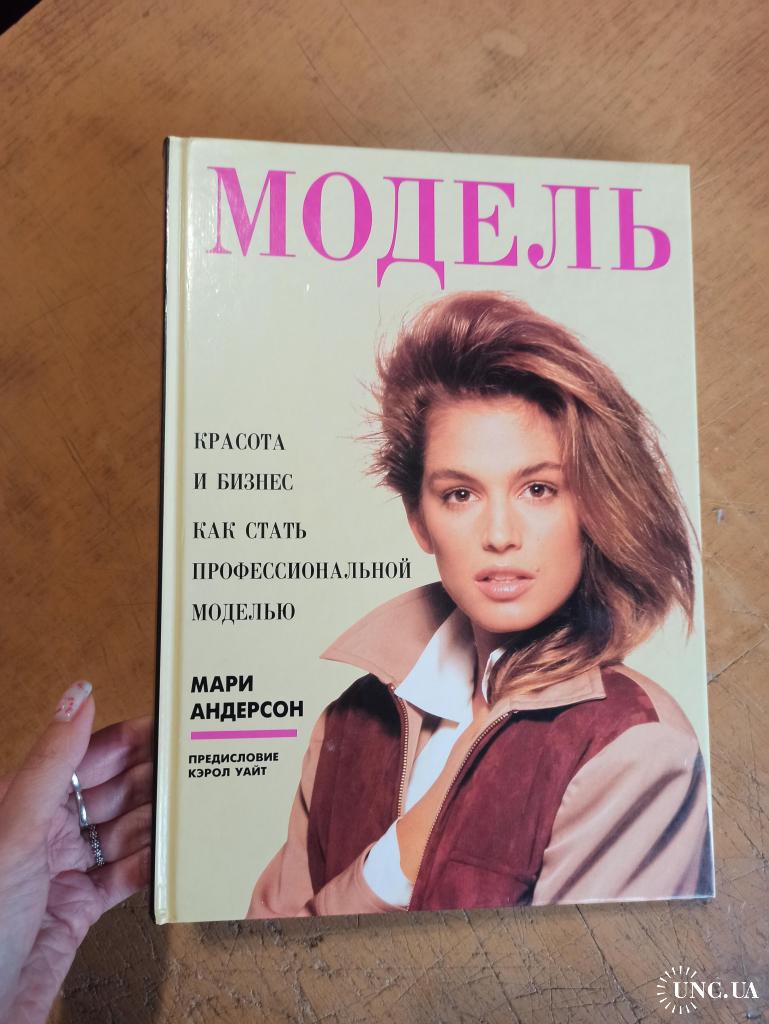 МОДЕЛЬ
КРАСОТА
И БИЗНЕС
КАК СТАТЬ
ПРОФЕССИОНАЛЬНОЙ
МОДЕЛЬЮ
МАРИ
АНДЕРСОН
ПРЕДИСЛОВИЕ
КЭРОЛ УАЙТ
UNC.UA